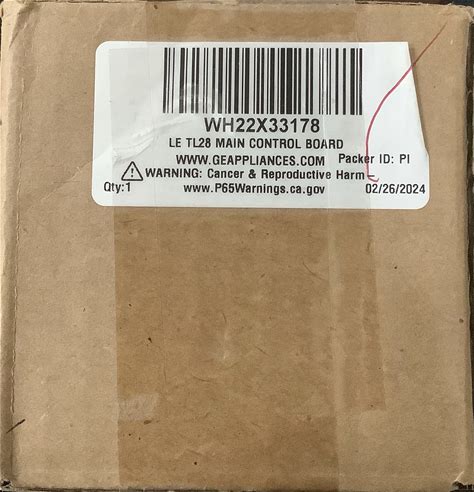 WH22X33178
LE TL28 MAIN CONTROL BOARD
WWW.GEAPPLIANCES.COM Packer ID: PI
WARNING: Cancer & Reproductive Harm -
Qty:1 www.P65Warnings.ca.gov 02/26/2024